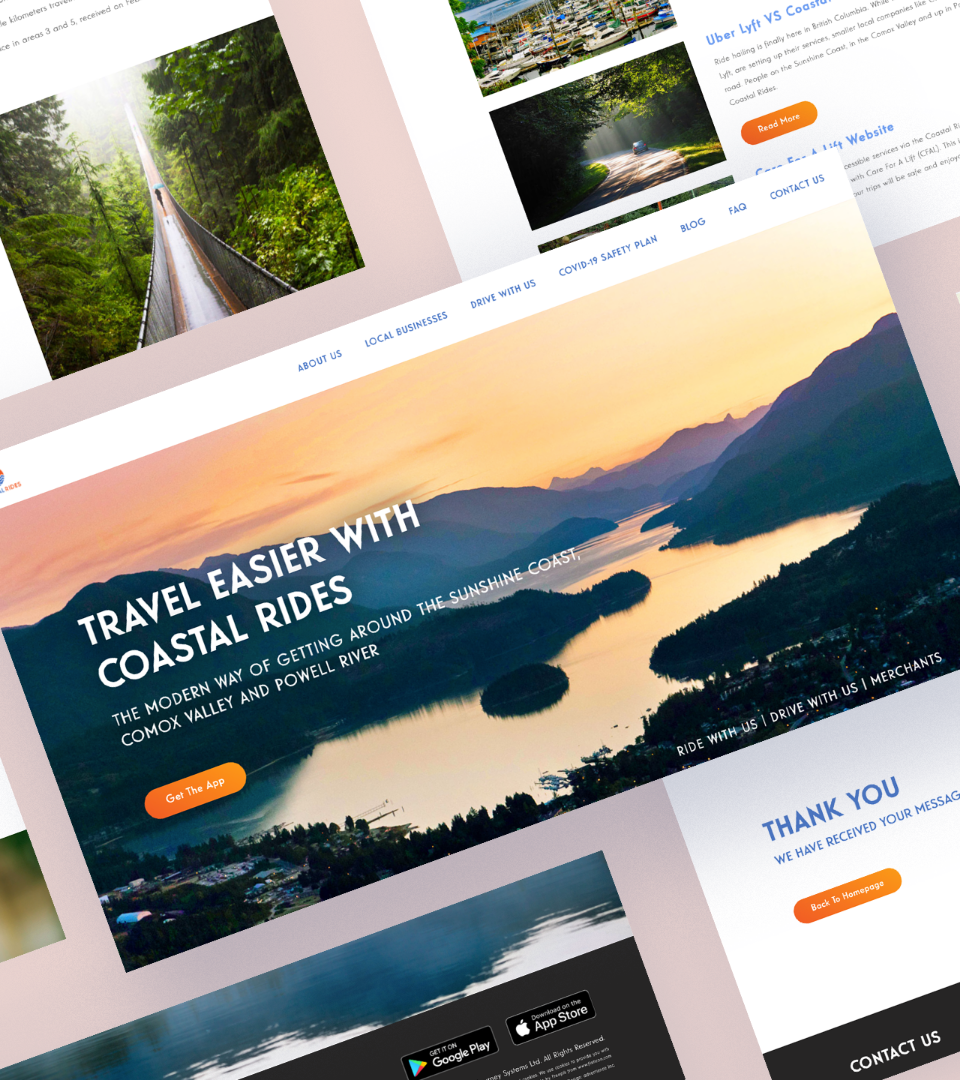 le kilometers
ce in areas 3 and 5, received on
Uber Lyft VS Coastal
Ride hailing is finally here in British Columbia. While
Lyft, are setting up their services, smaller local companies like
road. People on the Sunshine Coast, in the Comox Valley and up in
Coastal Rides.
Read More
Care For A Lift Website
cessible services via the Coastal
with Care For A Lift (CFAL). This
our trips will be safe and
ABOUT US
LOCAL BUSINESSES
DRIVE WITH US
COVID-19 SAFETY PLAN
BLOG
FAQ
CONTACT US
AL RIDES
TRAVEL EASIER WITH
COASTAL RIDES
THE MODERN WAY OF GETTING AROUND THE SUNSHINE COAST,
COMOX VALLEY AND POWELL RIVER
Get The App
RIDE WITH US | DRIVE WITH US | MERCHANTS
THANK YOU
WE HAVE RECEIVED YOUR MESSAG
Back To Homepage
GET IT ON
Google Play
Download on the
App Store
rney Systems Ltd. All Rights Reserved.
CONTACT US